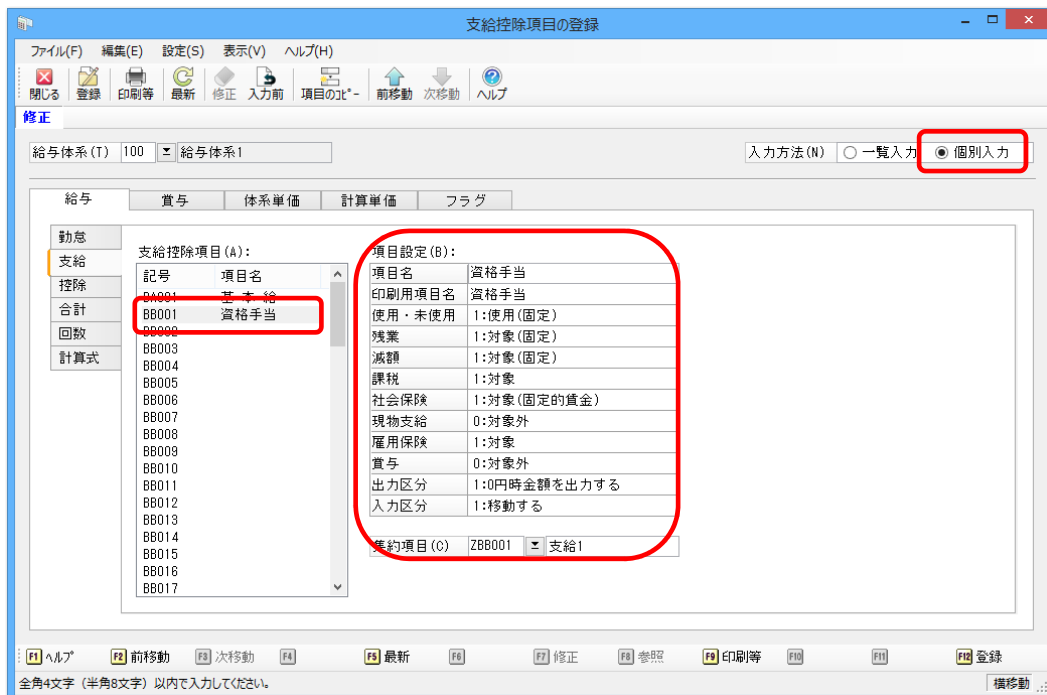 支給控除項目の登録
ファイル(F) 編集(E) 設定(S) 表示(V) ヘルプ(H)
閉じる 登録 印刷等 最新 修正 入力前 項目のｺﾋﾟｰ 前移動 次移動 ヘルプ
修正
給与体系(T) 100 給与体系1 入力方法(N) 一覧入力 個別入力
給与 賞与 体系単価 計算単価 フラグ
勤怠
支給
控除
合計
回数
計算式
支給控除項目(A):
記号 項目名
BA001 基 本 給
BB001 資格手当
BB002
BB003
BB004
BB005
BB006
BB007
BB008
BB009
BB010
BB011
BB012
BB013
BB014
BB015
BB016
BB017
項目設定(B):
項目名 資格手当
印刷用項目名 資格手当
使用・未使用 1:使用(固定)
残業 1:対象(固定)
減額 1:対象(固定)
課税 1:対象
社会保険 1:対象(固定的賃金)
現物支給 0:対象外
雇用保険 1:対象
賞与 0:対象外
出力区分 1:0円時金額を出力する
入力区分 1:移動する
集約項目(C) ZBB001 支給1
F1 ヘルプ F2 前移動 F3 次移動 F4 F5 最新 F6 F7 修正 F8 参照 F9 印刷等 F10 F11 F12 登録
全角4文字（半角8文字）以内で入力してください。 横移動